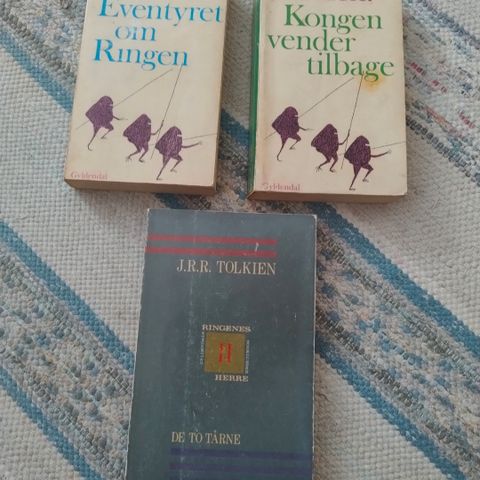 Eventyret
om
Ringen
Gyldendal
Kongen
vender
tilbage
Gyldendal
J.R.R. TOLKIEN
RINGENES
HERRE
DE TO TÅRNE